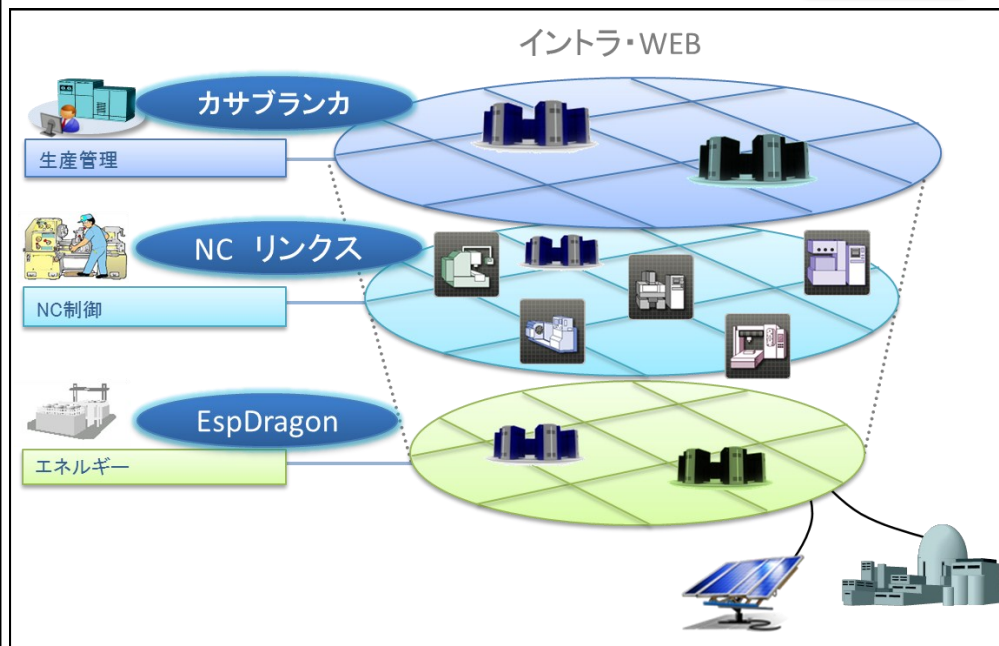 イントラ・WEB
カサブランカ
生産管理
NC リンクス
NC制御
EspDragon
エネルギー